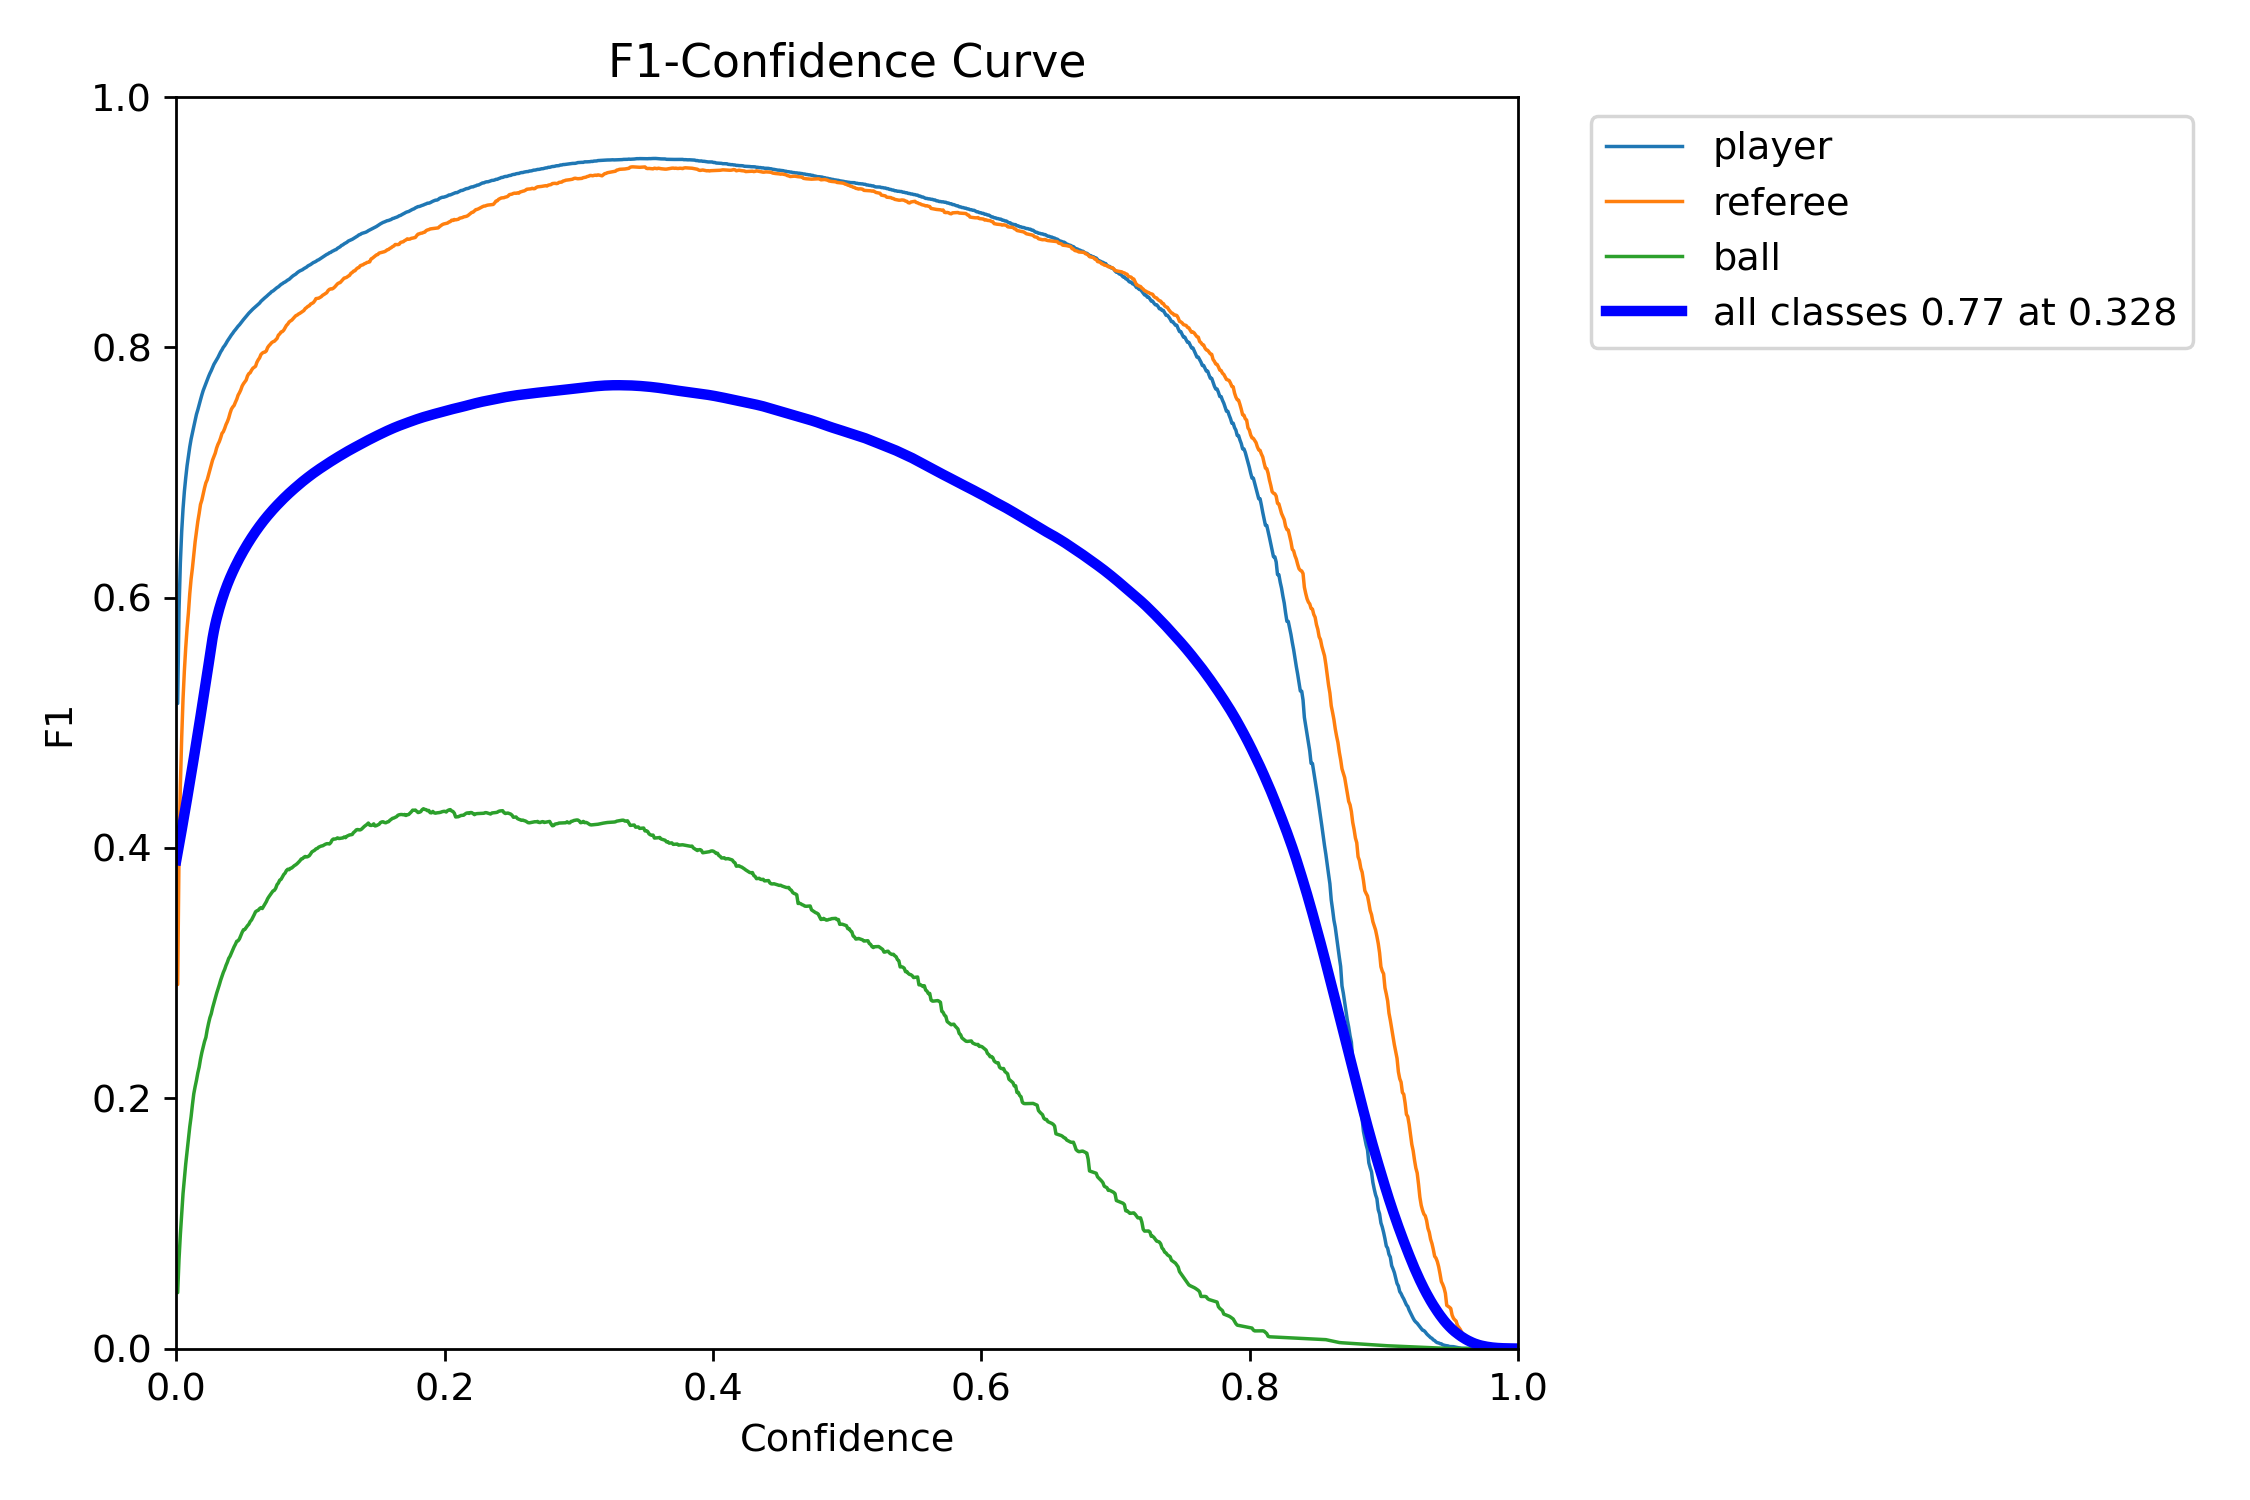 F1-Confidence Curve
1.0
0.8
0.6
0.4
0.2
0.0
F1
0.0 0.2 0.4 0.6 0.8 1.0
Confidence
player
referee
ball
all classes 0.77 at 0.328